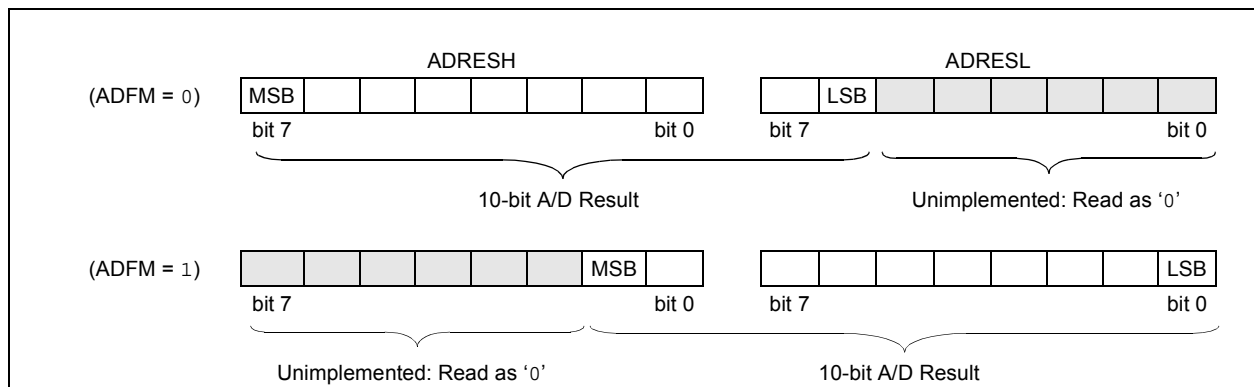 ADRESH ADRESL
(ADFM = 0) MSB LSB
bit 7 bit 0 bit 7 bit 0
10-bit A/D Result Unimplemented: Read as ‘0’
(ADFM = 1) MSB LSB
bit 7 bit 0 bit 7 bit 0
Unimplemented: Read as ‘0’ 10-bit A/D Result